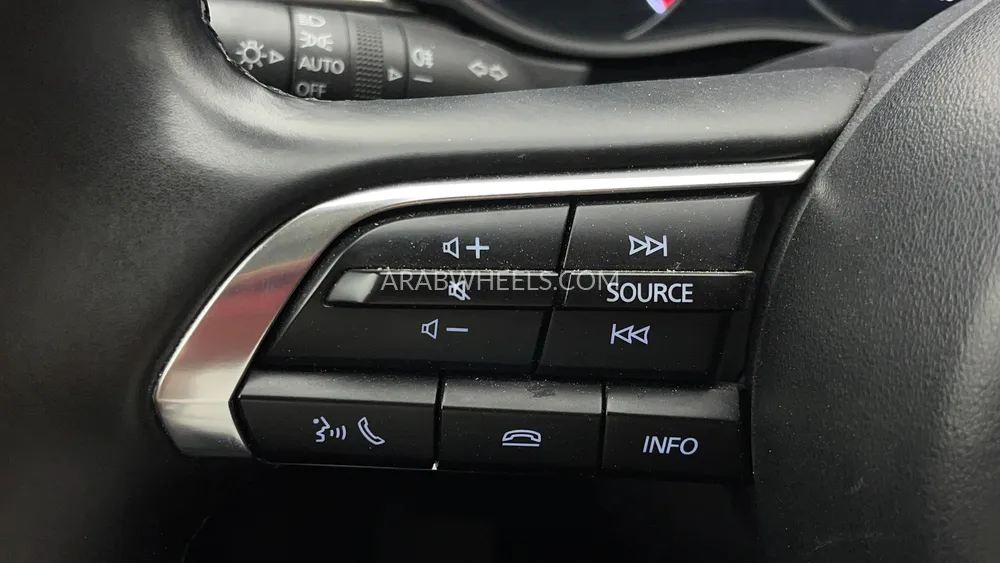 AUTO
OFF
ARABWHEELS.COM
SOURCE
INFO